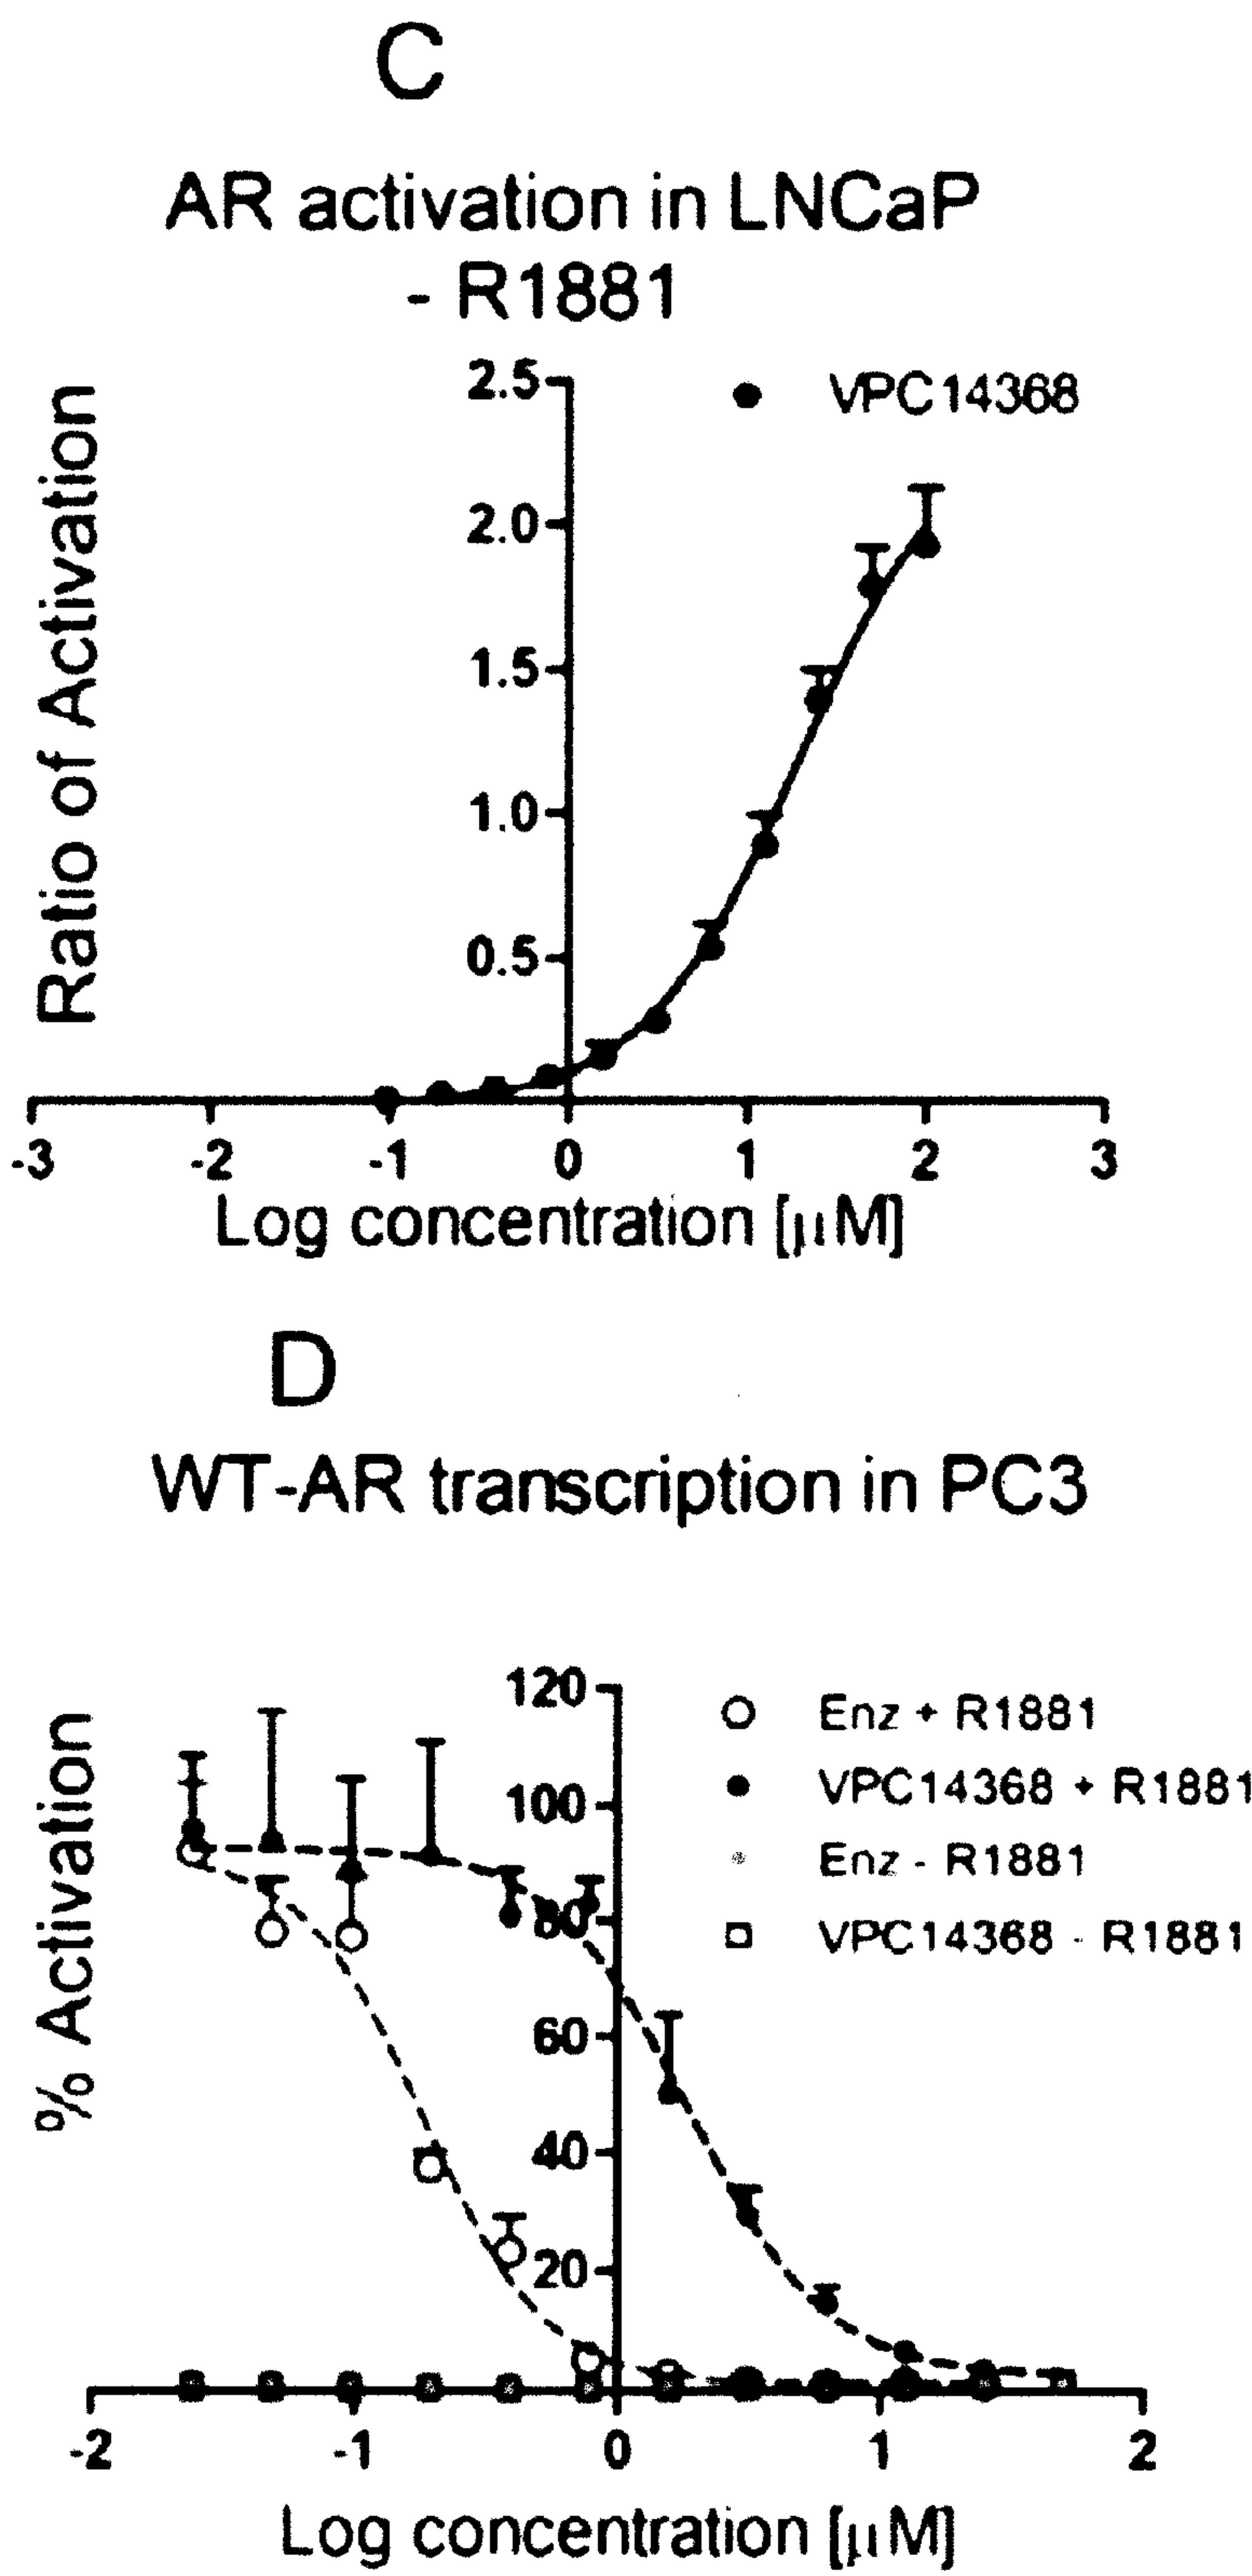 C
AR activation in LNCaP
- R1881
Ratio of Activation
2.5
2.0
1.5
1.0
0.5
VPC14368
-3 -2 -1 0 1 2 3
Log concentration [µM]
D
WT-AR transcription in PC3
% Activation
120
100
80
60
40
20
Enz + R1881
VPC14368 + R1881
Enz - R1881
VPC14368 - R1881
-2 -1 0 1 2
Log concentration [µM]